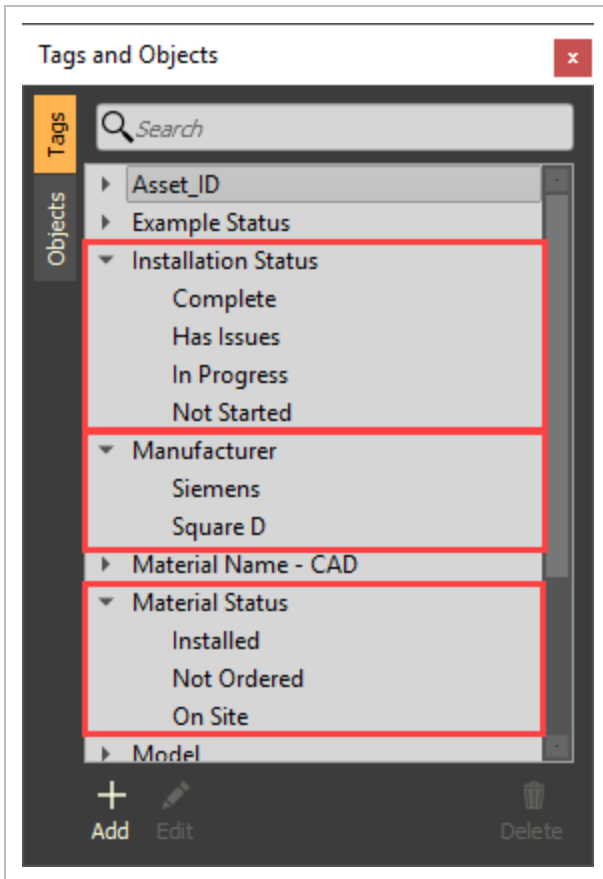 Tags and Objects
x
Tags
Objects
Search
Asset_ID
Example Status
Installation Status
Complete
Has Issues
In Progress
Not Started
Manufacturer
Siemens
Square D
Material Name - CAD
Material Status
Installed
Not Ordered
On Site
Model
Add
Edit
Delete